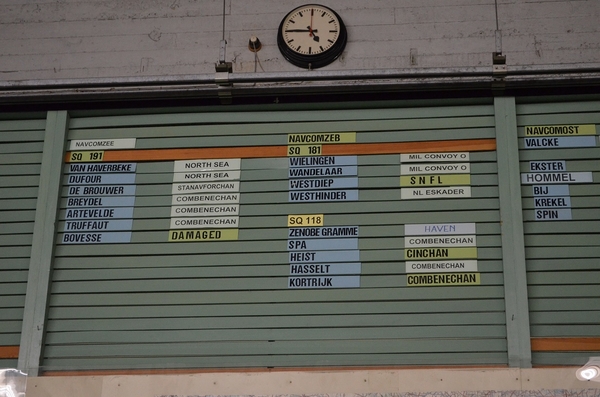 NAVCOMZEE
SQ 191
VAN HAVERBEKE NORTH SEA
DUFOUR NORTH SEA
DE BROUWER STANAVFORCHAN
BREYDEL COMBENECHAN
ARTEVELDE COMBENECHAN
TRUFFAUT COMBENECHAN
BOVESSE DAMAGED
NAVCOMZEB
SQ 181
WIELINGEN MIL CONVOY O
WANDELAAR MIL CONVOY O
WESTDIEP SNFL
WESTHINDER NL ESKADER
SQ 118
ZENOBE GRAMME HAVEN
SPA COMBENECHAN
HEIST CINCHAN
HASSELT COMBENECHAN
KORTRIJK COMBENECHAN
NAVCOMOST
VALCKE
EKSTER
HOMMEL
BIJ
KREKEL
SPIN